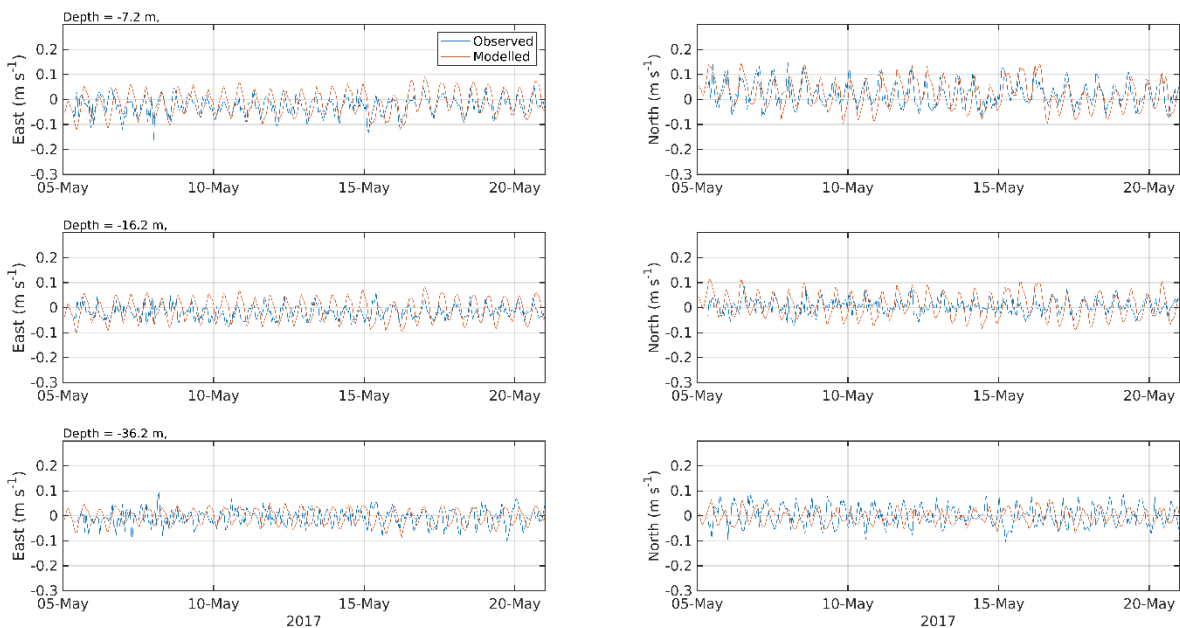 Depth = -7.2 m,
East (m s-1)
0.2
0.1
0
-0.1
-0.2
-0.3
05-May
10-May
15-May
20-May
Observed
Modelled
North (m s-1)
0.2
0.1
0
-0.1
-0.2
-0.3
05-May
10-May
15-May
20-May
Depth = -16.2 m,
East (m s-1)
0.2
0.1
0
-0.1
-0.2
-0.3
05-May
10-May
15-May
20-May
North (m s-1)
0.2
0.1
0
-0.1
-0.2
-0.3
05-May
10-May
15-May
20-May
Depth = -36.2 m,
East (m s-1)
0.2
0.1
0
-0.1
-0.2
-0.3
05-May
10-May
15-May
20-May
2017
North (m s-1)
0.2
0.1
0
-0.1
-0.2
-0.3
05-May
10-May
15-May
20-May
2017